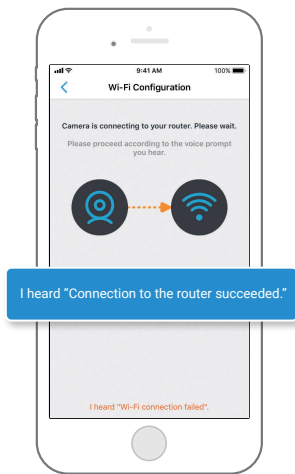 9:41 AM
100%
Wi-Fi Configuration
Camera is connecting to your router. Please wait.
Please proceed according to the voice prompt
you hear.
I heard “Connection to the router succeeded.”
I heard "Wi-Fi connection failed".